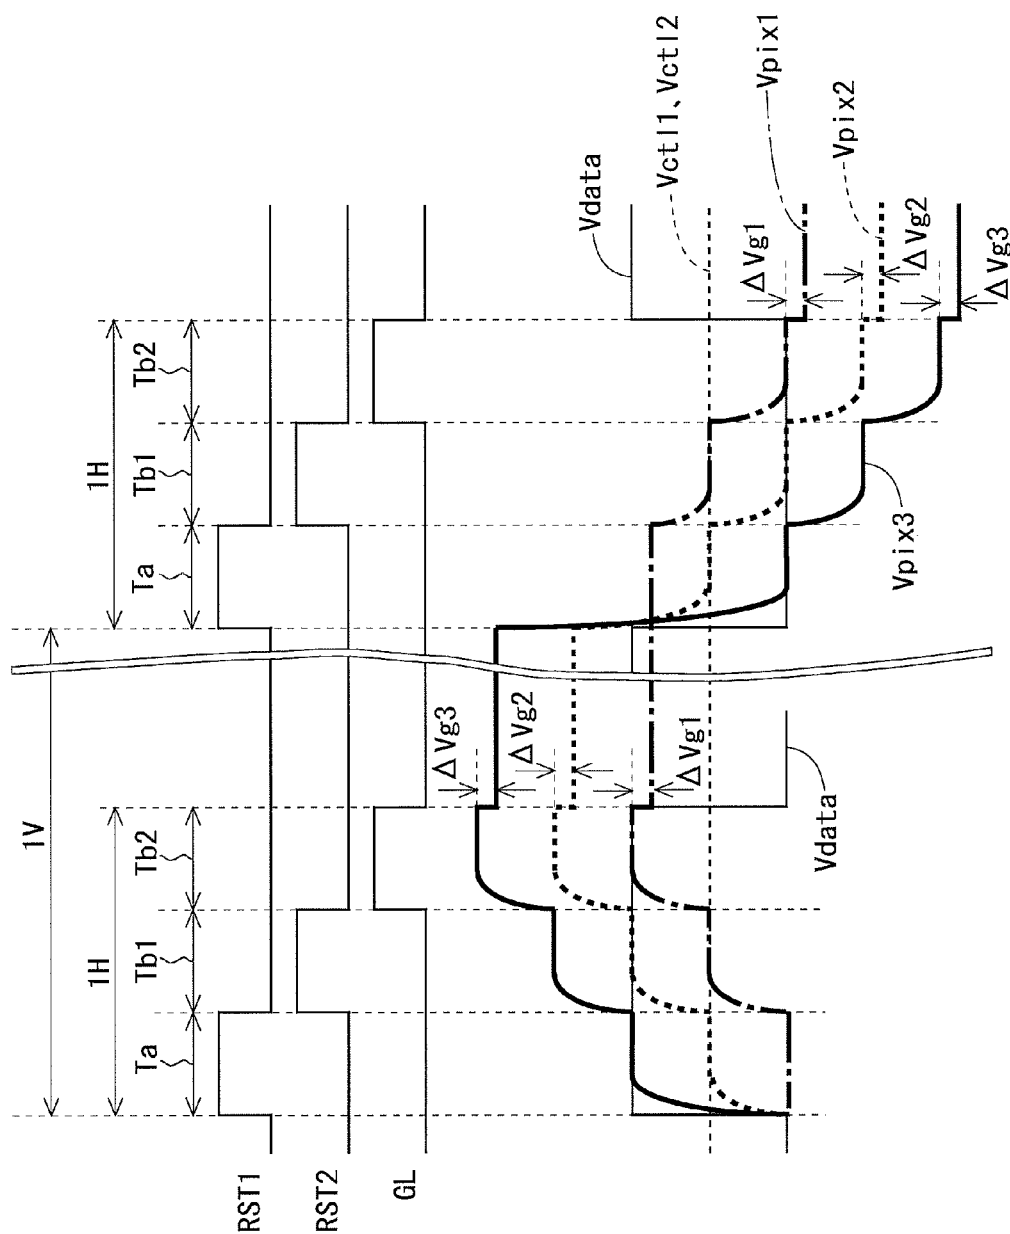 1V
1H
1H
Ta
Tb1
Tb2
Ta
Tb1
Tb2
RST1
RST2
GL
ΔVg3
ΔVg2
ΔVg1
Vdata
Vdata
Vctl1、Vctl2
Vpix1
Vpix2
ΔVg1
ΔVg2
ΔVg3
Vpix3